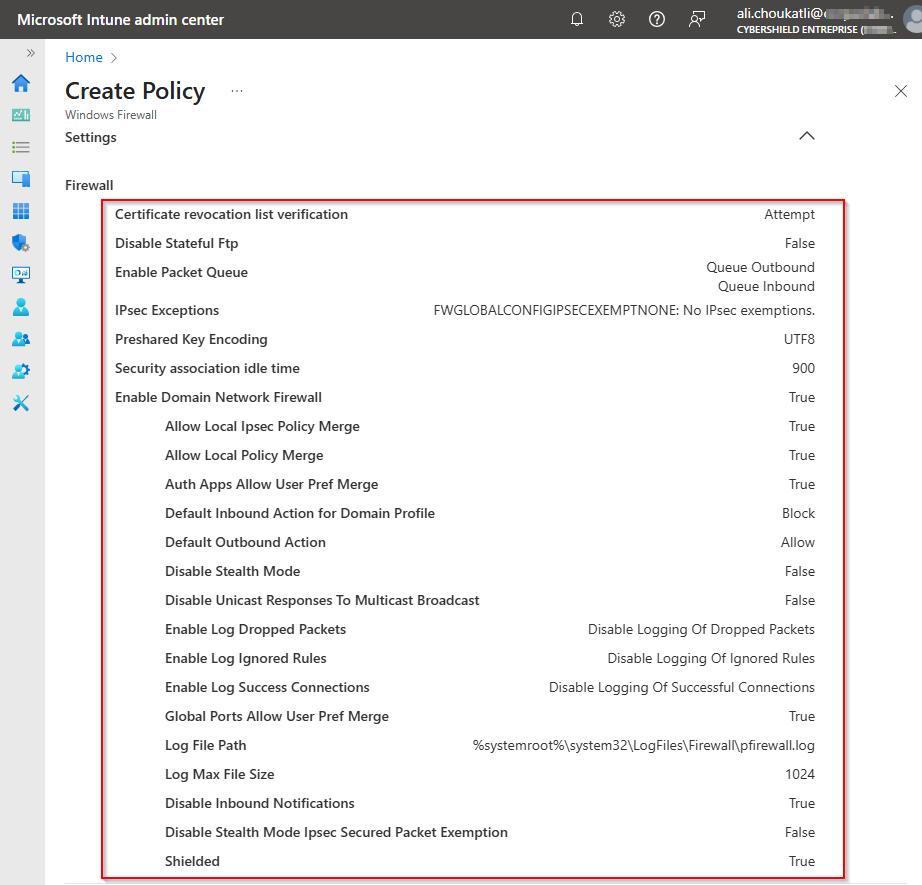 Microsoft Intune admin center
ali.choukatli@
CYBERSHIELD ENTREPRISE (
Home
Create Policy
Windows Firewall
Settings
Firewall
Certificate revocation list verification Attempt
Disable Stateful Ftp False
Enable Packet Queue Queue Outbound
Queue Inbound
IPsec Exceptions FWGLOBALCONFIGIPSECEXEMPTNONE: No IPsec exemptions.
Preshared Key Encoding UTF8
Security association idle time 900
Enable Domain Network Firewall True
Allow Local Ipsec Policy Merge True
Allow Local Policy Merge True
Auth Apps Allow User Pref Merge True
Default Inbound Action for Domain Profile Block
Default Outbound Action Allow
Disable Stealth Mode False
Disable Unicast Responses To Multicast Broadcast False
Enable Log Dropped Packets Disable Logging Of Dropped Packets
Enable Log Ignored Rules Disable Logging Of Ignored Rules
Enable Log Success Connections Disable Logging Of Successful Connections
Global Ports Allow User Pref Merge True
Log File Path %systemroot%\system32\LogFiles\Firewall\pfirewall.log
Log Max File Size 1024
Disable Inbound Notifications True
Disable Stealth Mode Ipsec Secured Packet Exemption False
Shielded True